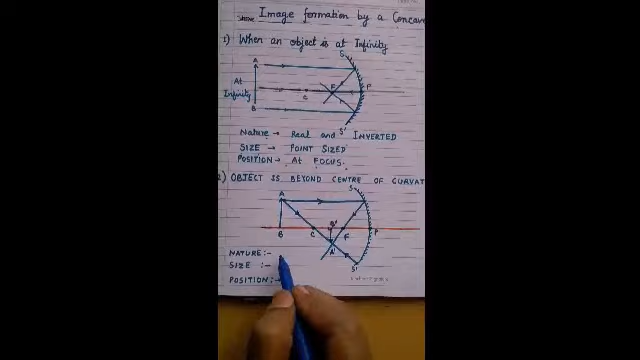 Image formation by a Concave
1) When an object is at Infinity
S
A
At
Infinity
C
F
P
B
S'
Nature → Real and INVERTED
SIZE → POINT SIZED
POSITION → At FOCUS.
2) OBJECT IS BEYOND CENTRE OF CURVAT
S
A
B'
B
C
F
P
A'
S'
NATURE :-
SIZE :-
POSITION :-